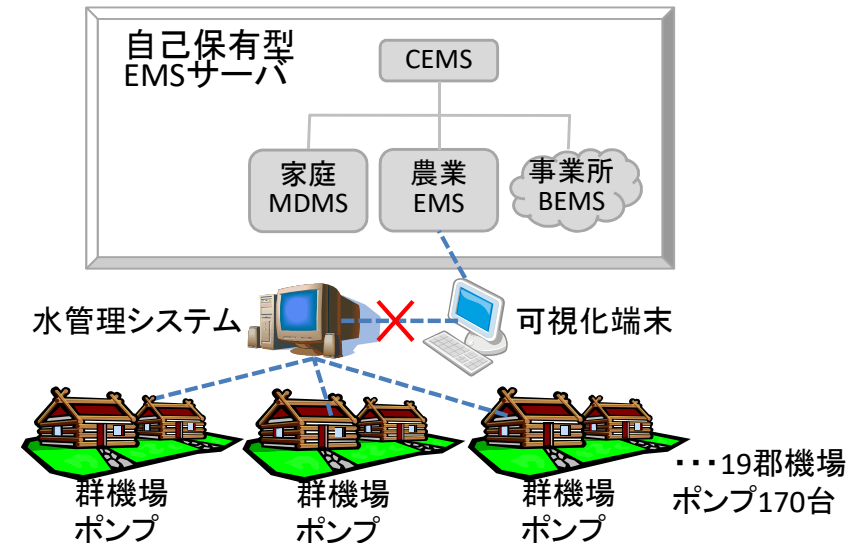 自己保有型
EMSサーバ
CEMS
家庭
MDMS
農業
EMS
事業所
BEMS
水管理システム
可視化端末
群機場
ポンプ
群機場
ポンプ
群機場
ポンプ
・・・19郡機場
ポンプ170台